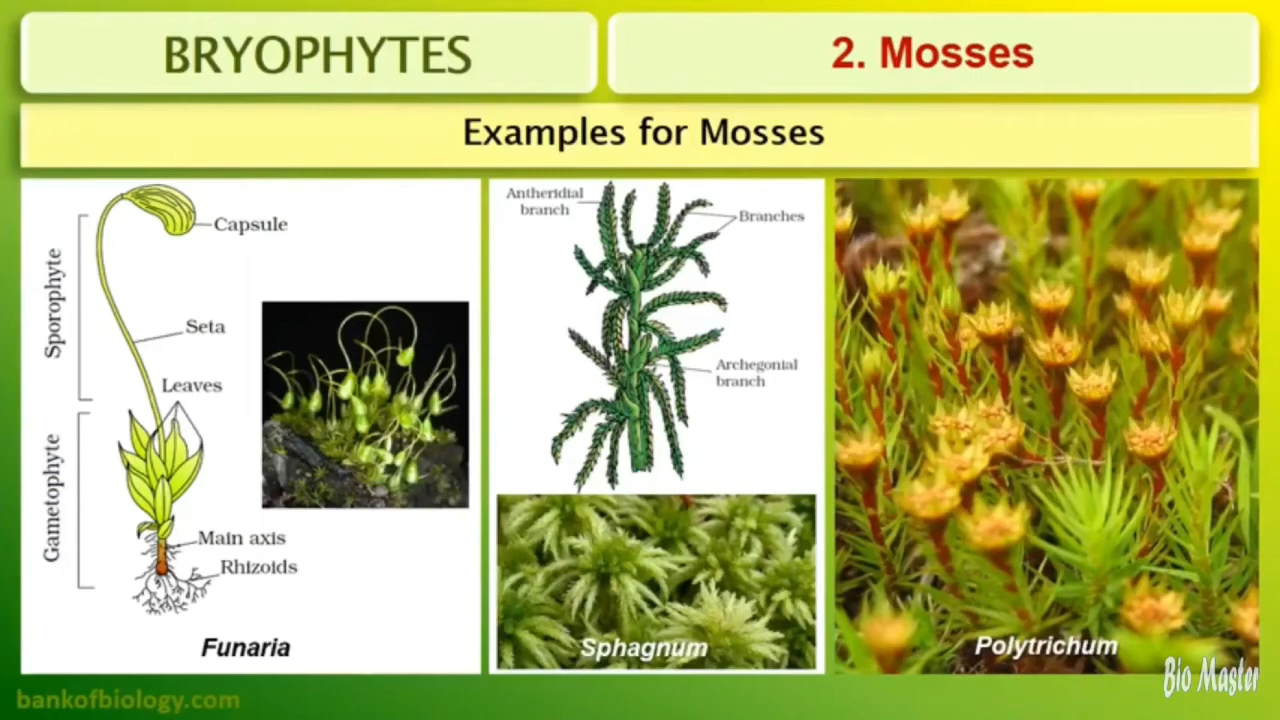 BRYOPHYTES
2. Mosses
Examples for Mosses
Capsule
Sporophyte
Seta
Leaves
Gametophyte
Main axis
Rhizoids
Funaria
Antheridial
branch
Branches
Archegonial
branch
Sphagnum
Polytrichum
Bio Master
bankofbiology.com